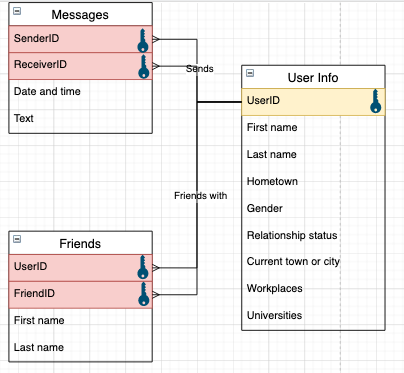 Messages
SenderID
ReceiverID
Date and time
Text
Sends
User Info
UserID
First name
Last name
Hometown
Gender
Relationship status
Current town or city
Workplaces
Universities
Friends with
Friends
UserID
FriendID
First name
Last name